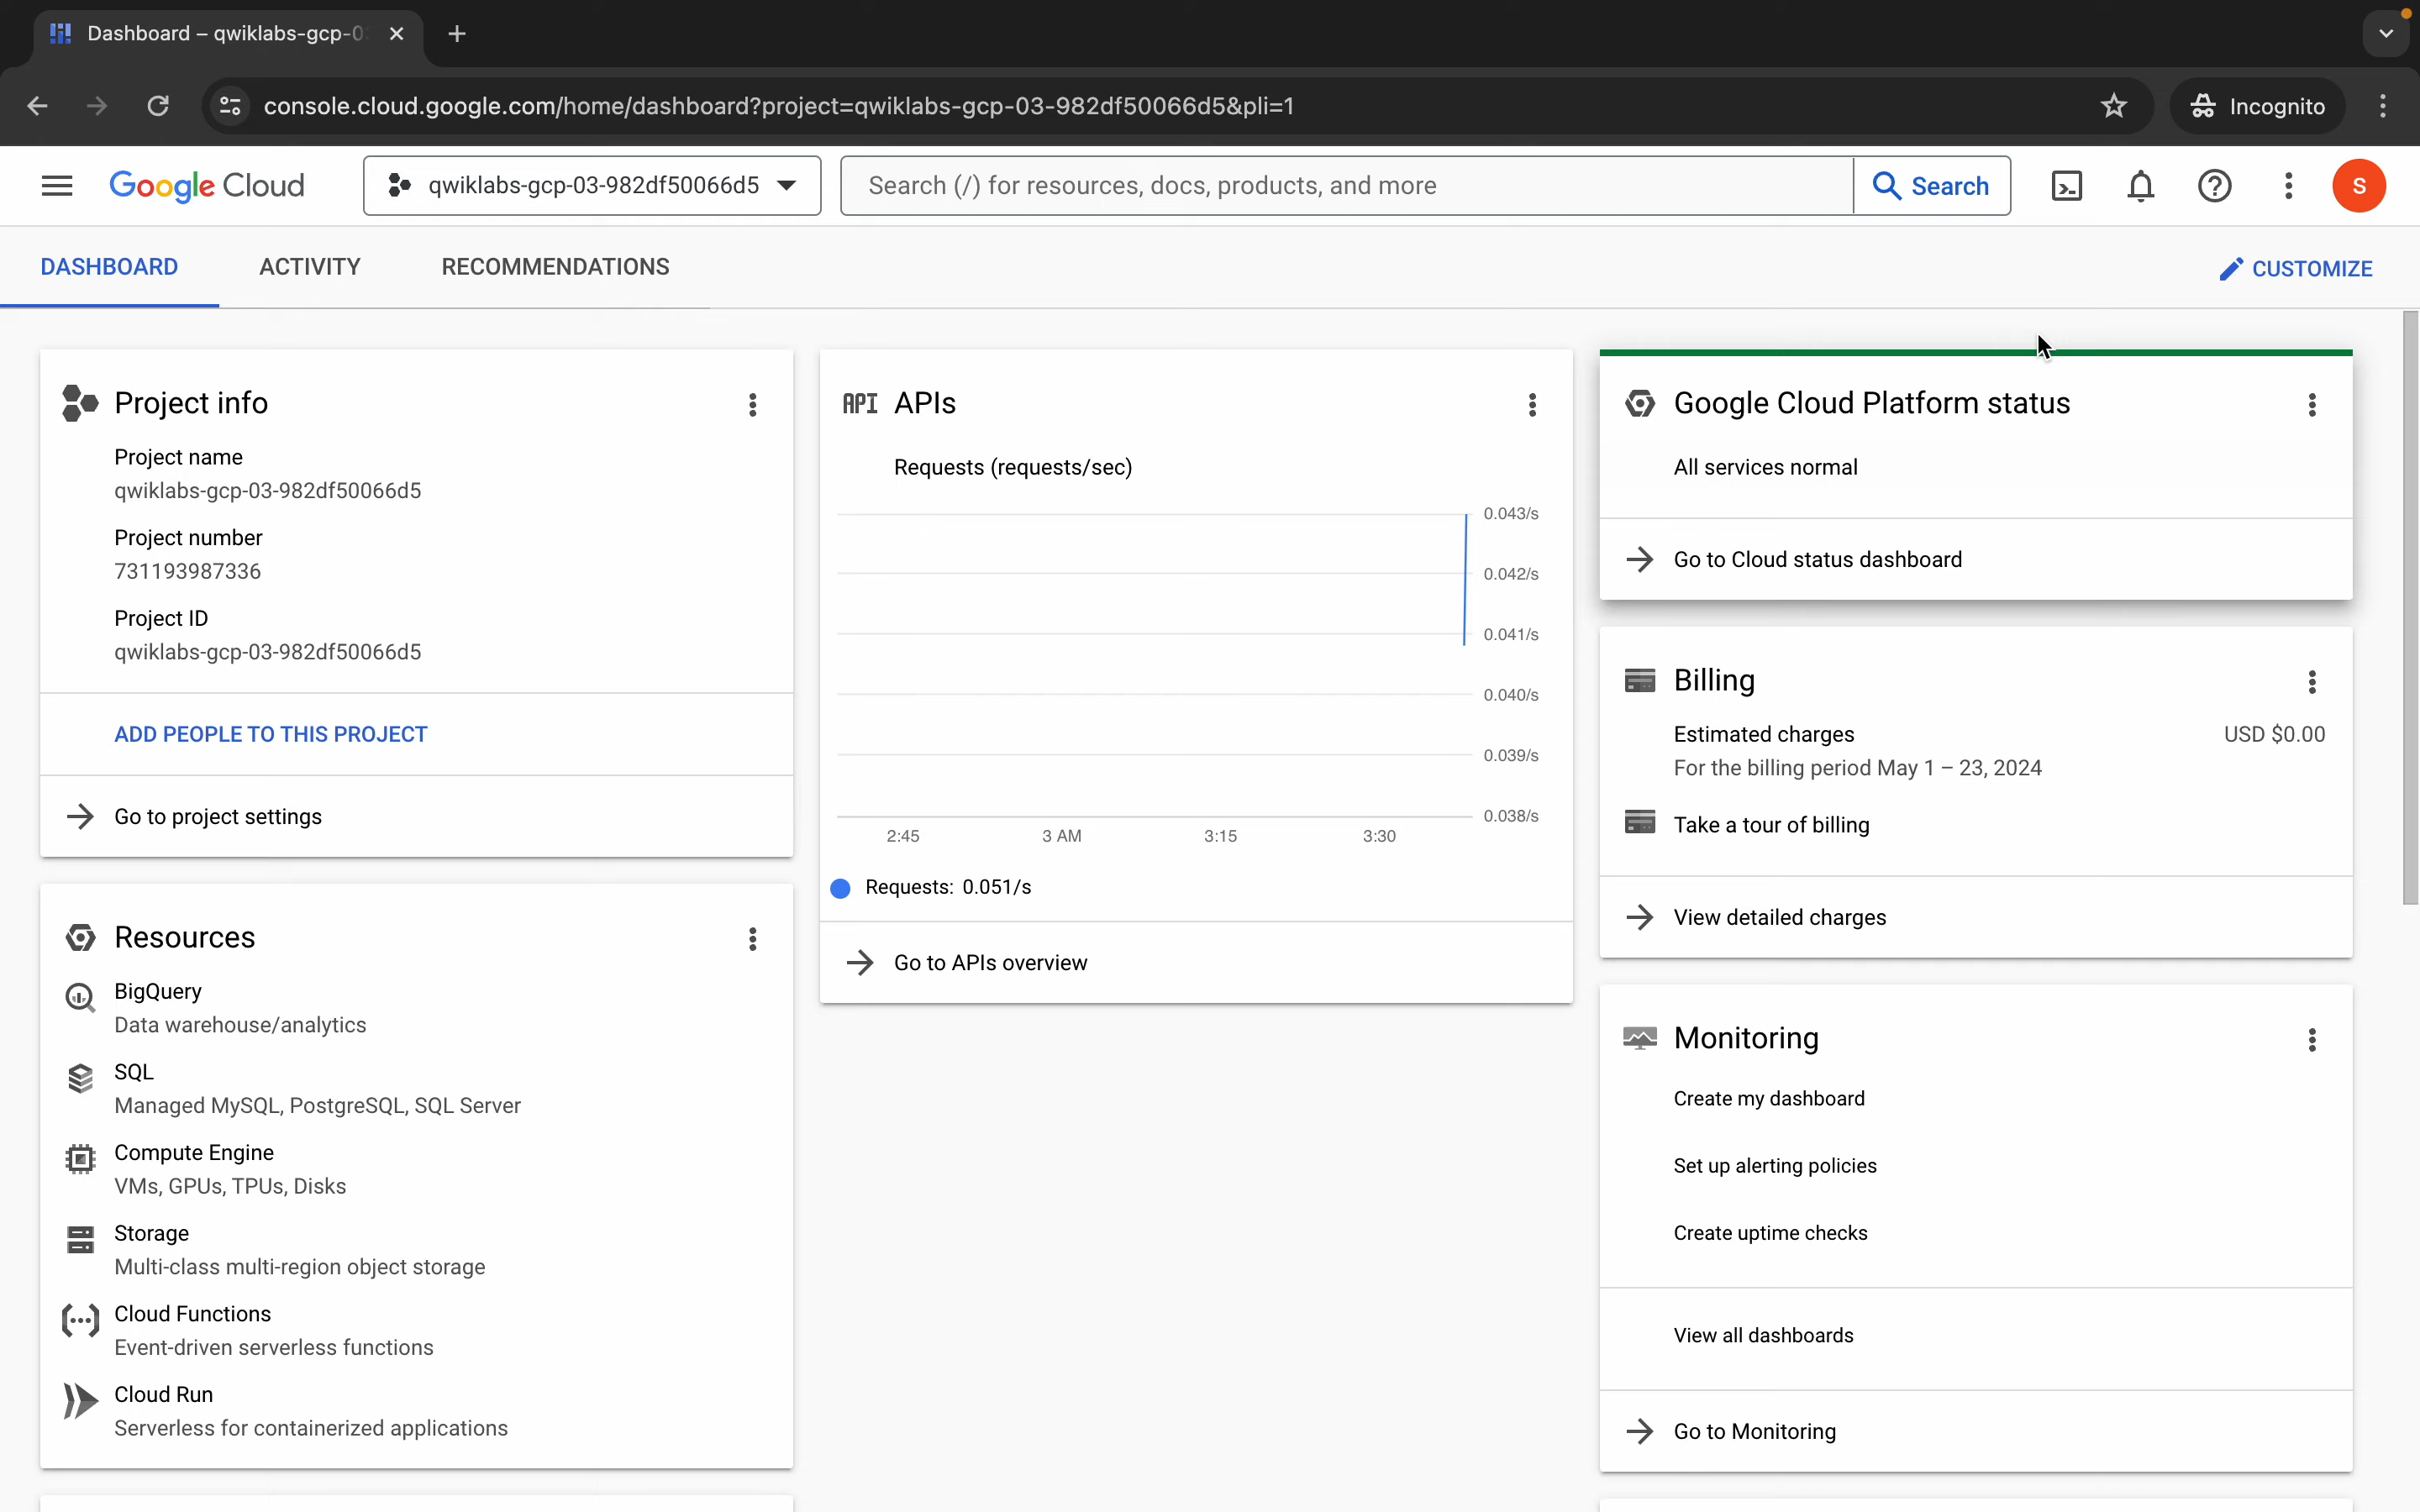 Dashboard – qwiklabs-gcp-0
console.cloud.google.com/home/dashboard?project=qwiklabs-gcp-03-982df50066d5&pli=1
Incognito
Google Cloud
qwiklabs-gcp-03-982df50066d5
Search (/) for resources, docs, products, and more
Search
S
DASHBOARD
ACTIVITY
RECOMMENDATIONS
CUSTOMIZE
Project info
Project name
qwiklabs-gcp-03-982df50066d5
Project number
731193987336
Project ID
qwiklabs-gcp-03-982df50066d5
ADD PEOPLE TO THIS PROJECT
Go to project settings
Resources
BigQuery
Data warehouse/analytics
SQL
Managed MySQL, PostgreSQL, SQL Server
Compute Engine
VMs, GPUs, TPUs, Disks
Storage
Multi-class multi-region object storage
Cloud Functions
Event-driven serverless functions
Cloud Run
Serverless for containerized applications
API APIs
Requests (requests/sec)
0.043/s
0.042/s
0.041/s
0.040/s
0.039/s
0.038/s
2:45
3 AM
3:15
3:30
Requests: 0.051/s
Go to APIs overview
Google Cloud Platform status
All services normal
Go to Cloud status dashboard
Billing
Estimated charges
USD $0.00
For the billing period May 1 – 23, 2024
Take a tour of billing
View detailed charges
Monitoring
Create my dashboard
Set up alerting policies
Create uptime checks
View all dashboards
Go to Monitoring